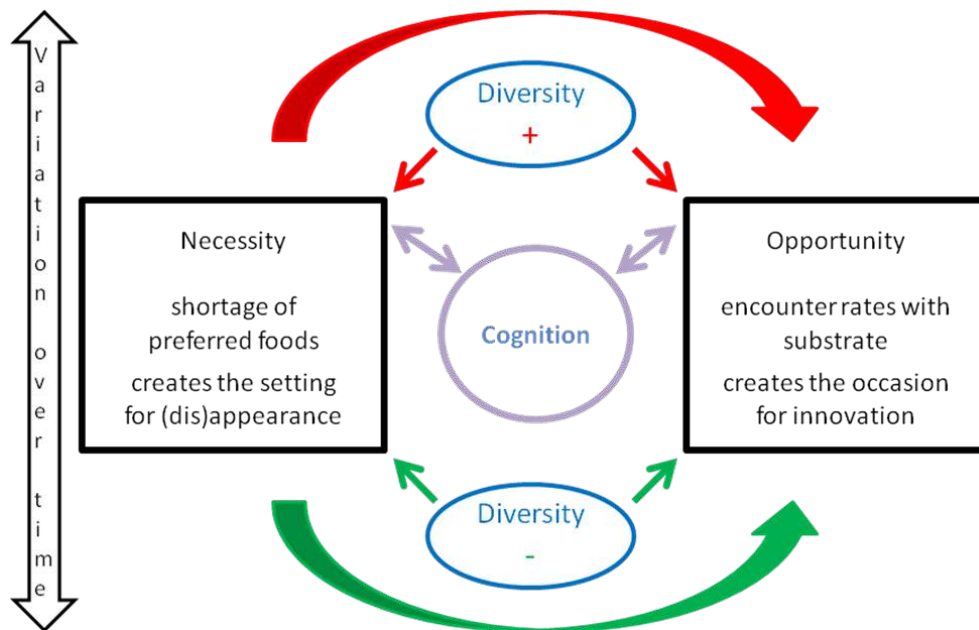 Variation over time
Diversity
+
Necessity
shortage of
preferred foods
creates the setting
for (dis)appearance
Cognition
Opportunity
encounter rates with
substrate
creates the occasion
for innovation
Diversity
-